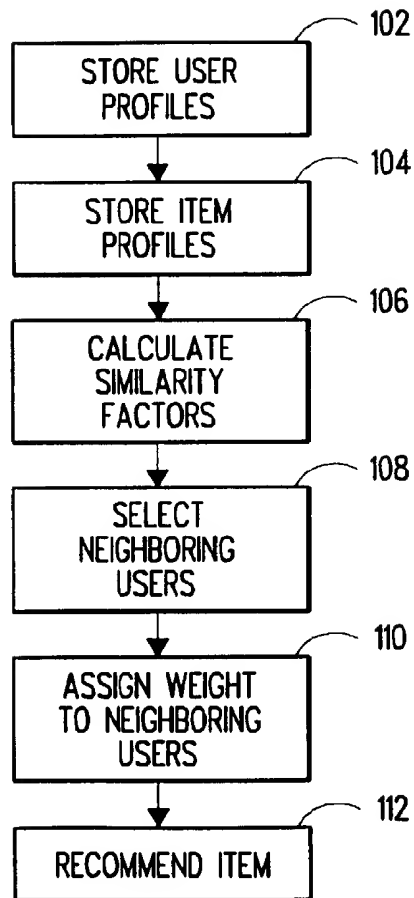 102
STORE USER
PROFILES
104
STORE ITEM
PROFILES
106
CALCULATE
SIMILARITY
FACTORS
108
SELECT
NEIGHBORING
USERS
110
ASSIGN WEIGHT
TO NEIGHBORING
USERS
112
RECOMMEND ITEM